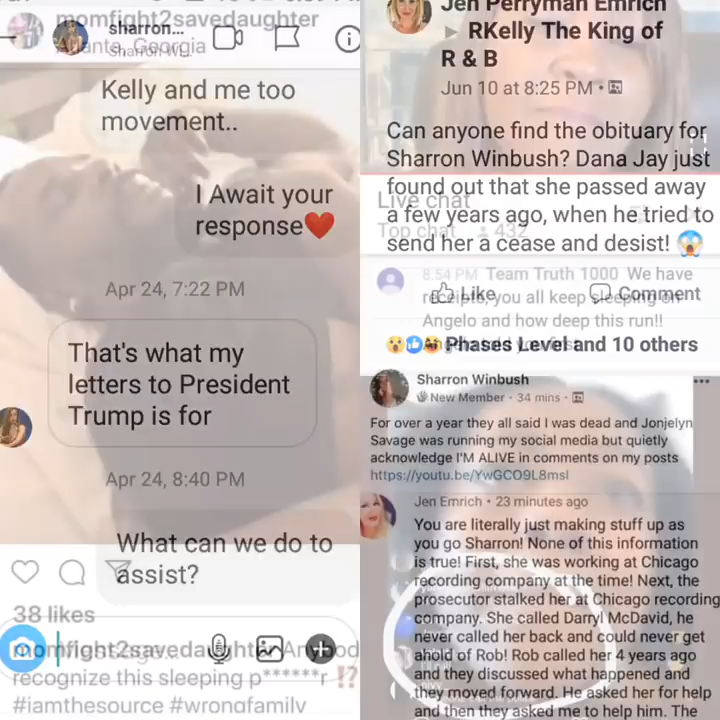 momfight2savedaughter
sharron...
Atlanta, Georgia
Kelly and me too
movement..
I Await your
response❤️
Apr 24, 7:22 PM
That's what my
letters to President
Trump is for
Apr 24, 8:40 PM
What can we do to
assist?
38 likes
momfight2savedaughter
recognize this sleeping p******r ⁉️
#iamthesource #wrongfamily
Jen Perryman Emrich
▸ RKelly The King of
R & B
Jun 10 at 8:25 PM •
Can anyone find the obituary for
Sharron Winbush? Dana Jay just
found out that she passed away
a few years ago, when he tried to
send her a cease and desist! 😱
Live chat
Top chat 432
8:54 PM Team Truth 1000 We have
receipts, you all keep sleeping on
Like Comment
Angelo and how deep this run!!
😮👍😆 Phases Level and 10 others
Sharron Winbush
New Member • 34 mins •
For over a year they all said I was dead and Jonjelyn
Savage was running my social media but quietly
acknowledge I'M ALIVE in comments on my posts
https://youtu.be/YwGCO9L8msI
Jen Emrich • 23 minutes ago
You are literally just making stuff up as
you go Sharron! None of this information
is true! First, she was working at Chicago
recording company at the time! Next, the
prosecutor stalked her at Chicago recording
company. She called Darryl McDavid, he
never called her back and could never get
ahold of Rob! Rob called her 4 years ago
and they discussed what happened and
they moved forward. He asked her for help
and then they asked me to help him. The